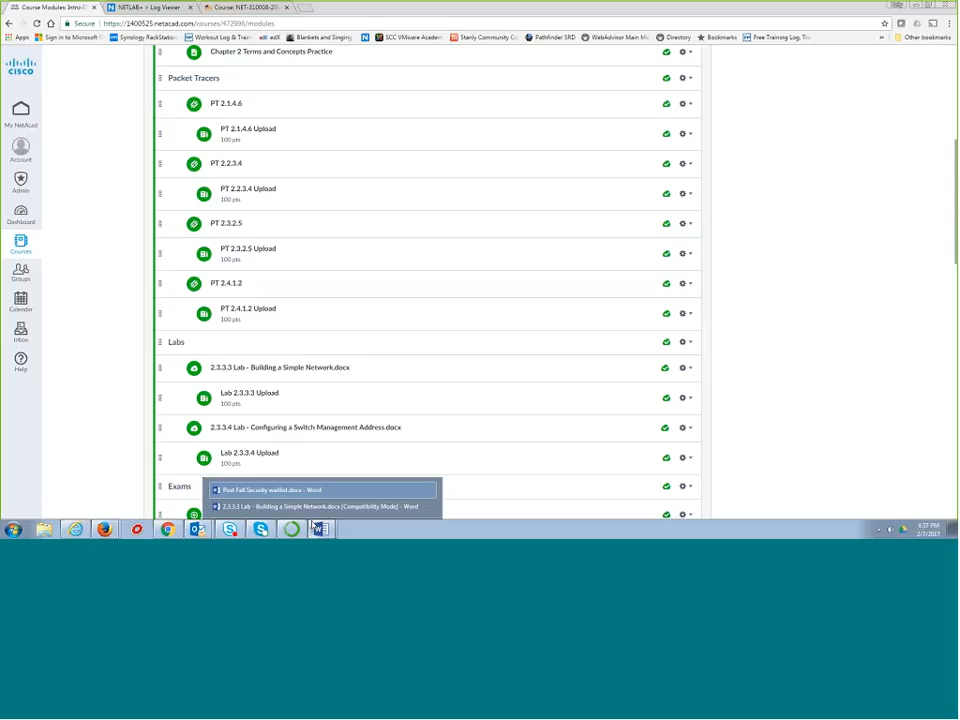 Course Modules: Intro-I
NETLAB+ > Log Viewer
Course: NET-310008-20
Secure
https://1400525.netacad.com/courses/472996/modules
Apps
Sign in to Microsoft
Synology RackStation
Workout Log & Train
edX
Blankets and Singing
SCC VMware Academ
Stanly Community C
Pathfinder SRD
WebAdvisor Main M
Directory
Bookmarks
Free Training Log, Tr
Other bookmarks
CISCO
My NetAcad
Account
Admin
Dashboard
Courses
Groups
Calendar
Inbox
Help
Chapter 2 Terms and Concepts Practice
Packet Tracers
PT 2.1.4.6
PT 2.1.4.6 Upload
100 pts
PT 2.2.3.4
PT 2.2.3.4 Upload
100 pts
PT 2.3.2.5
PT 2.3.2.5 Upload
100 pts
PT 2.4.1.2
PT 2.4.1.2 Upload
100 pts
Labs
2.3.3.3 Lab - Building a Simple Network.docx
Lab 2.3.3.3 Upload
100 pts
2.3.3.4 Lab - Configuring a Switch Management Address.docx
Lab 2.3.3.4 Upload
100 pts
Exams
Post Fall Security waitlist.docx - Word
2.3.3.3 Lab - Building a Simple Network.docx [Compatibility Mode] - Word
4:37 PM
2/7/2017